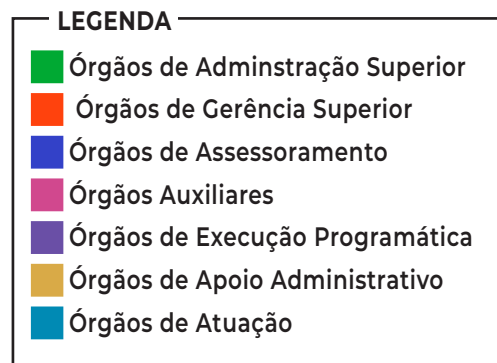 LEGENDA
Órgãos de Adminstração Superior
Órgãos de Gerência Superior
Órgãos de Assessoramento
Órgãos Auxiliares
Órgãos de Execução Programática
Órgãos de Apoio Administrativo
Órgãos de Atuação